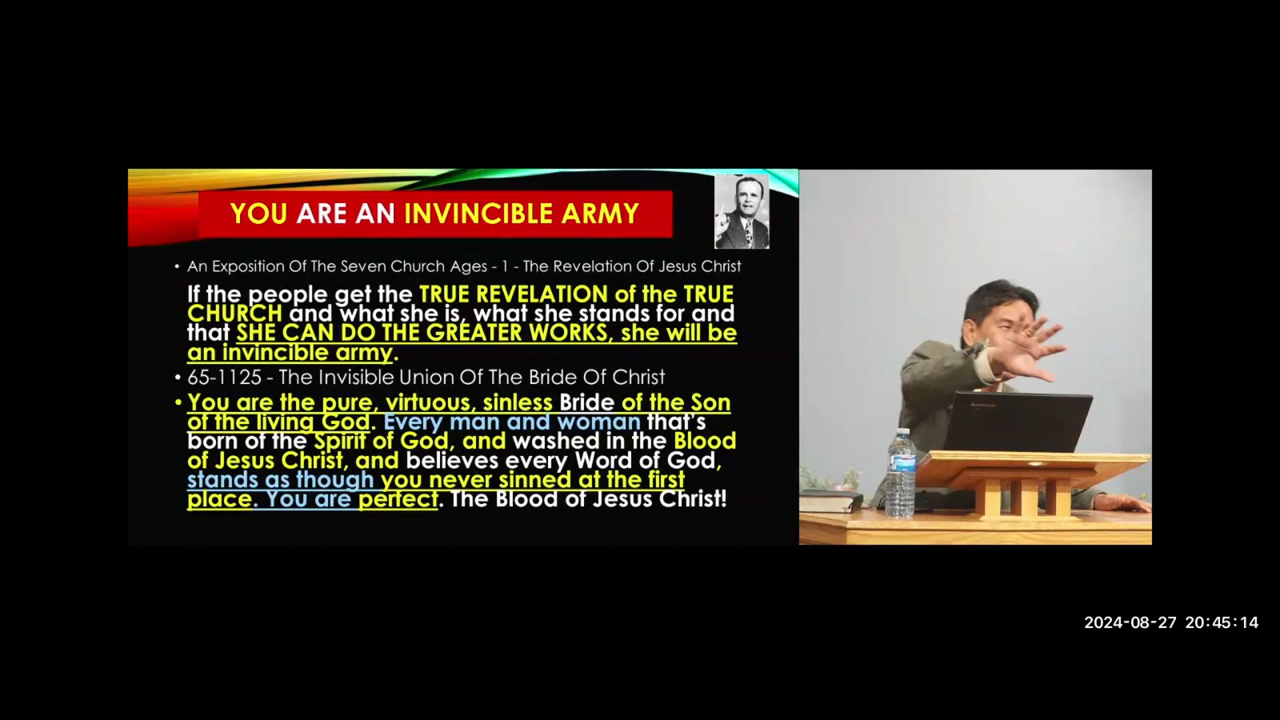 YOU ARE AN INVINCIBLE ARMY
• An Exposition Of The Seven Church Ages - 1 - The Revelation Of Jesus Christ
If the people get the TRUE REVELATION of the TRUE
CHURCH and what she is, what she stands for and
that SHE CAN DO THE GREATER WORKS, she will be
an invincible army.
• 65-1125 - The Invisible Union Of The Bride Of Christ
• You are the pure, virtuous, sinless Bride of the Son
of the living God. Every man and woman that's
born of the Spirit of God, and washed in the Blood
of Jesus Christ, and believes every Word of God,
stands as though you never sinned at the first
place. You are perfect. The Blood of Jesus Christ!
2024-08-27 20:45:14